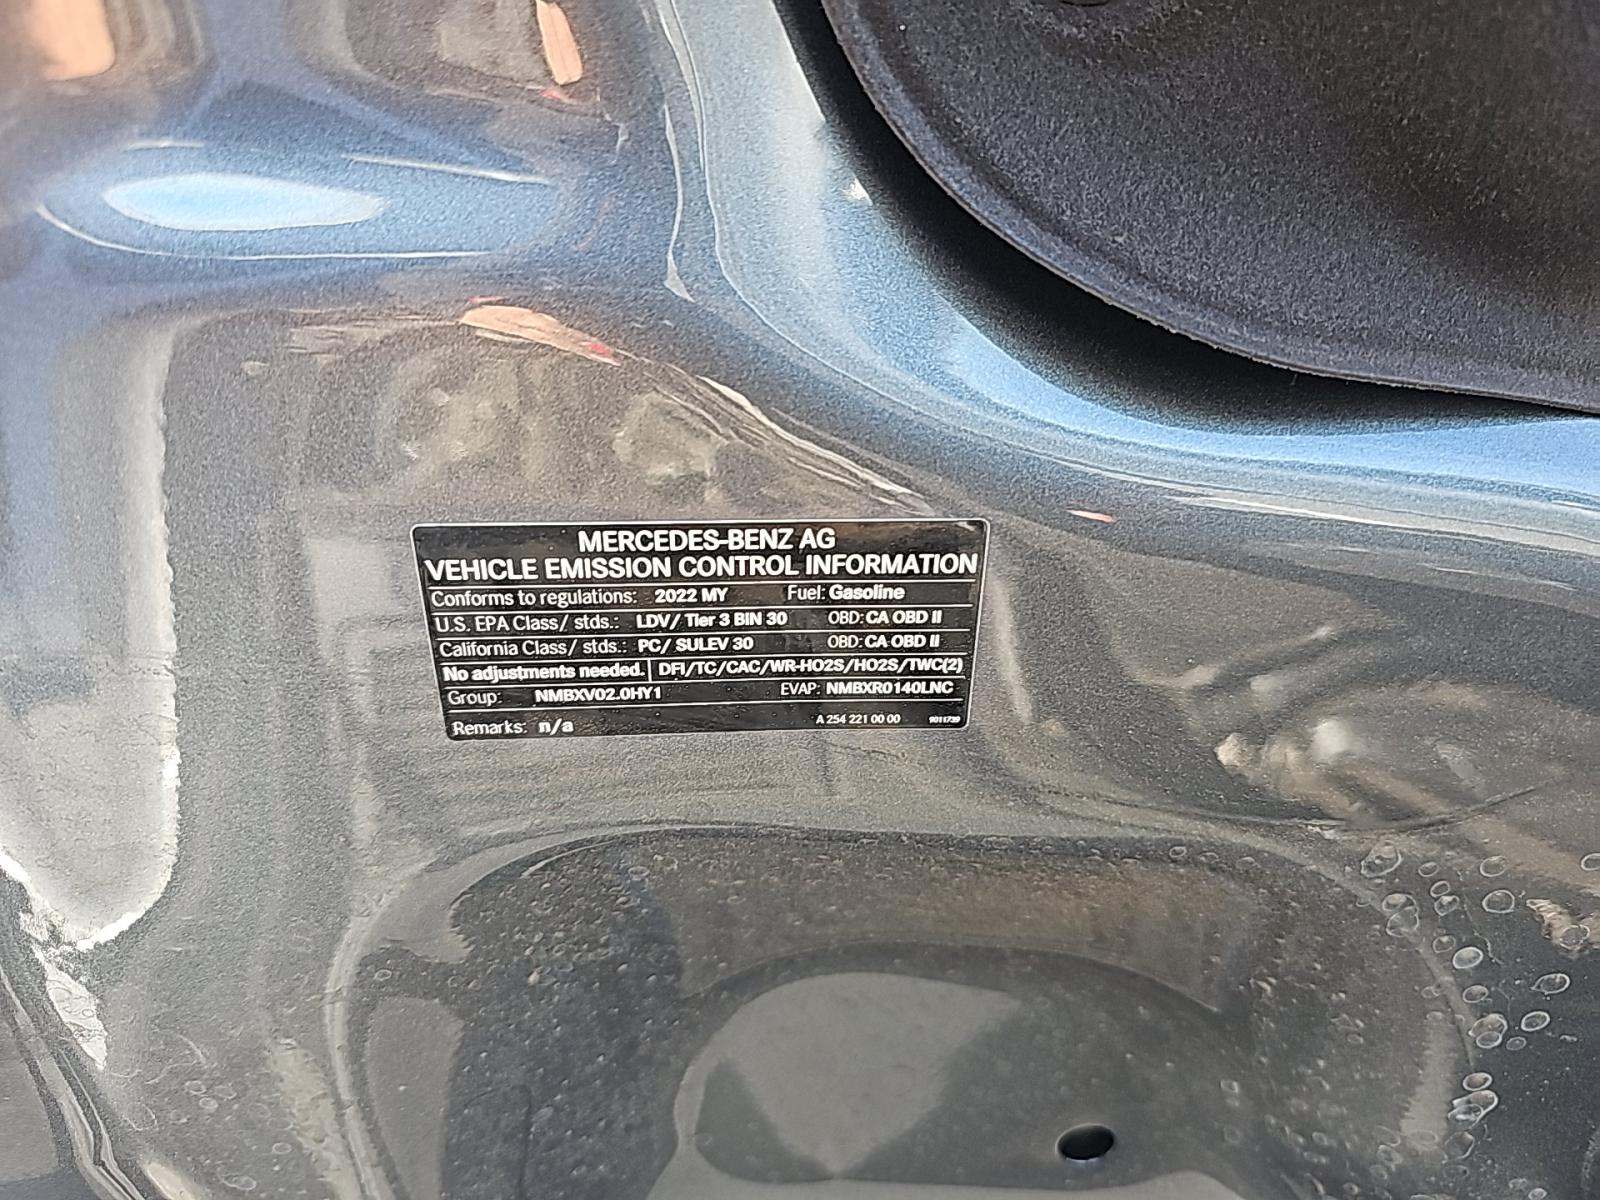 MERCEDES-BENZ AG
VEHICLE EMISSION CONTROL INFORMATION
Conforms to regulations: 2022 MY Fuel: Gasoline
U.S. EPA Class/ stds.: LDV/ Tier 3 BIN 30 OBD: CA OBD II
California Class/ stds.: PC/ SULEV 30 OBD: CA OBD II
No adjustments needed. DFI/TC/CAC/WR-HO2S/HO2S/TWC(2)
Group: NMBXV02.0HY1 EVAP: NMBXR0140LNC
Remarks: n/a A 254 221 00 00 9011739